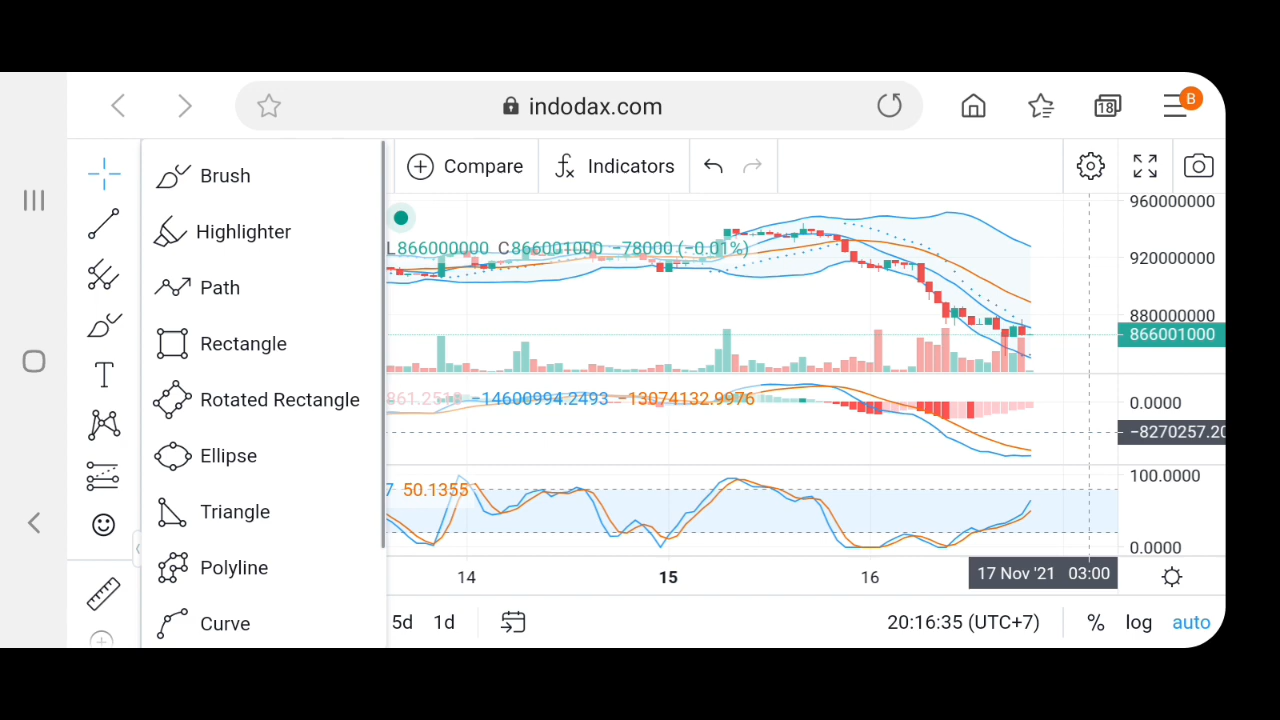 indodax.com
18
B
Brush
Highlighter
Path
Rectangle
Rotated Rectangle
Ellipse
Triangle
Polyline
Curve
Compare
Indicators
L866000000 C866001000 −78000 (−0.01%)
960000000
920000000
880000000
866001000
−14600994.2493 −13074132.9976
0.0000
−8270257.20
7 50.1355
100.0000
0.0000
14 15 16
17 Nov '21 03:00
5d 1d
20:16:35 (UTC+7)
% log auto